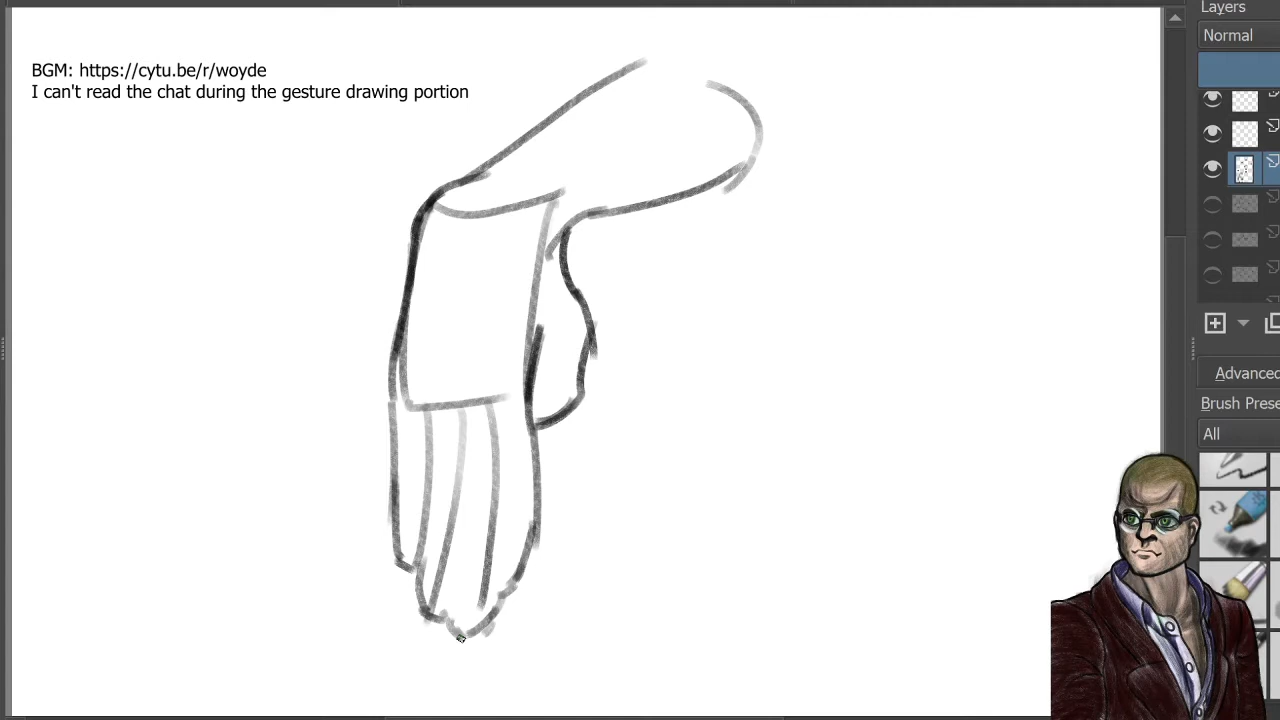 Layers
Normal
BGM: https://cytu.be/r/woyde
I can't read the chat during the gesture drawing portion
Advanced
Brush Prese
All